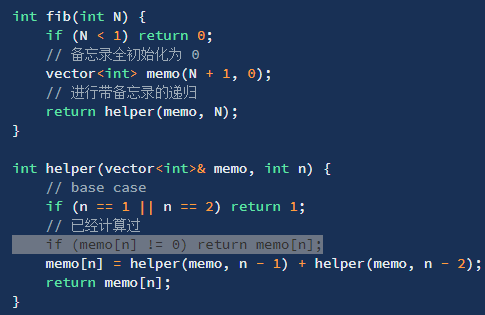 int fib(int N) {
    if (N < 1) return 0;
    // 备忘录全初始化为 0
    vector<int> memo(N + 1, 0);
    // 进行带备忘录的递归
    return helper(memo, N);
}

int helper(vector<int>& memo, int n) {
    // base case
    if (n == 1 || n == 2) return 1;
    // 已经计算过
    if (memo[n] != 0) return memo[n];
    memo[n] = helper(memo, n - 1) + helper(memo, n - 2);
    return memo[n];
}